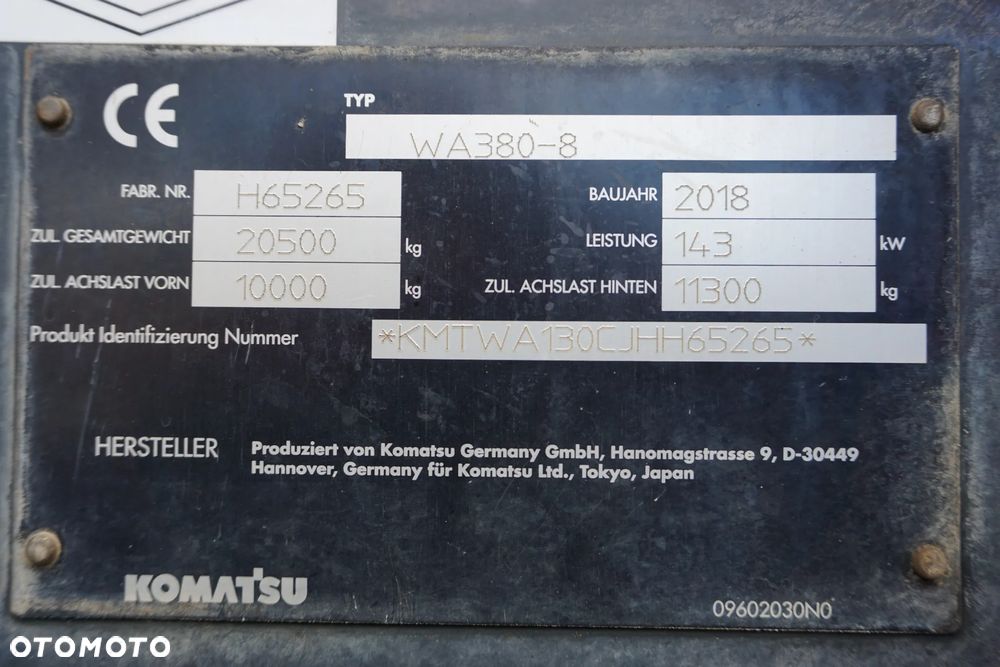 CE
TYP
WA380-8
FABR. NR. H65265 BAUJAHR 2018
ZUL. GESAMTGEWICHT 20500 kg LEISTUNG 143 kW
ZUL. ACHSLAST VORN 10000 kg ZUL. ACHSLAST HINTEN 11300 kg
Produkt Identifizierung Nummer *KMTWA130CJHH65265*
HERSTELLER Produziert von Komatsu Germany GmbH, Hanomagstrasse 9, D-30449
Hannover, Germany für Komatsu Ltd., Tokyo, Japan
KOMATSU
09602030N0
OTOMOTO